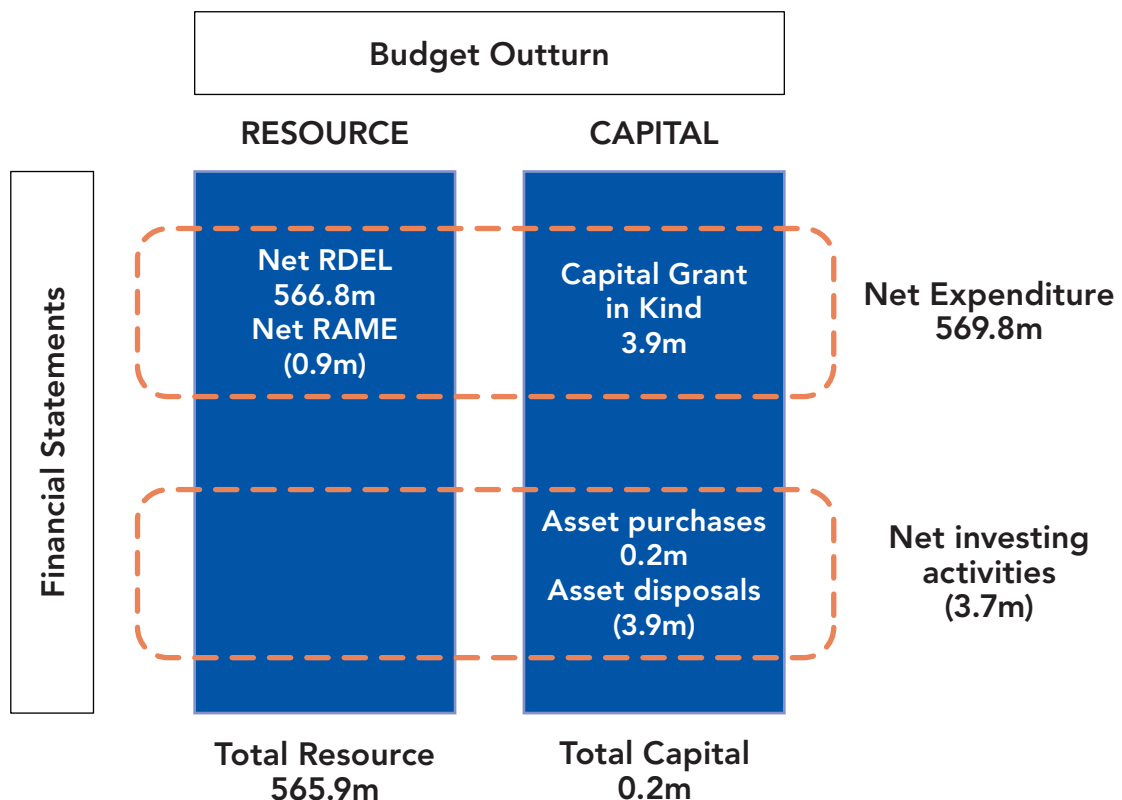 Budget Outturn
RESOURCE
CAPITAL
Financial Statements
Net RDEL
566.8m
Net RAME
(0.9m)
Capital Grant
in Kind
3.9m
Net Expenditure
569.8m
Asset purchases
0.2m
Asset disposals
(3.9m)
Net investing
activities
(3.7m)
Total Resource
565.9m
Total Capital
0.2m